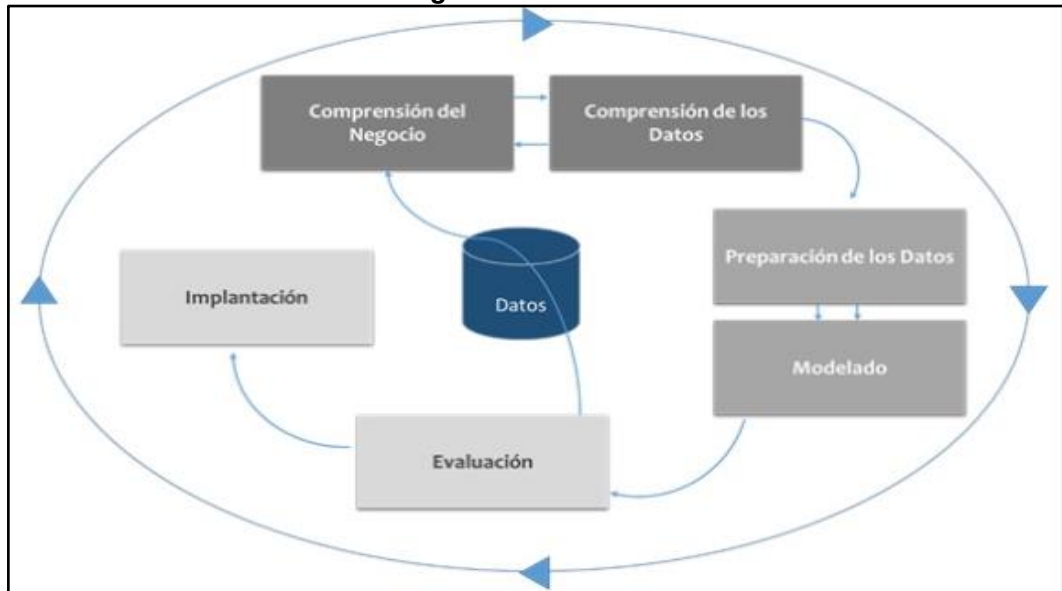 Comprensión del
Negocio
Comprensión de los
Datos
Preparación de los Datos
Implantación
Datos
Modelado
Evaluación